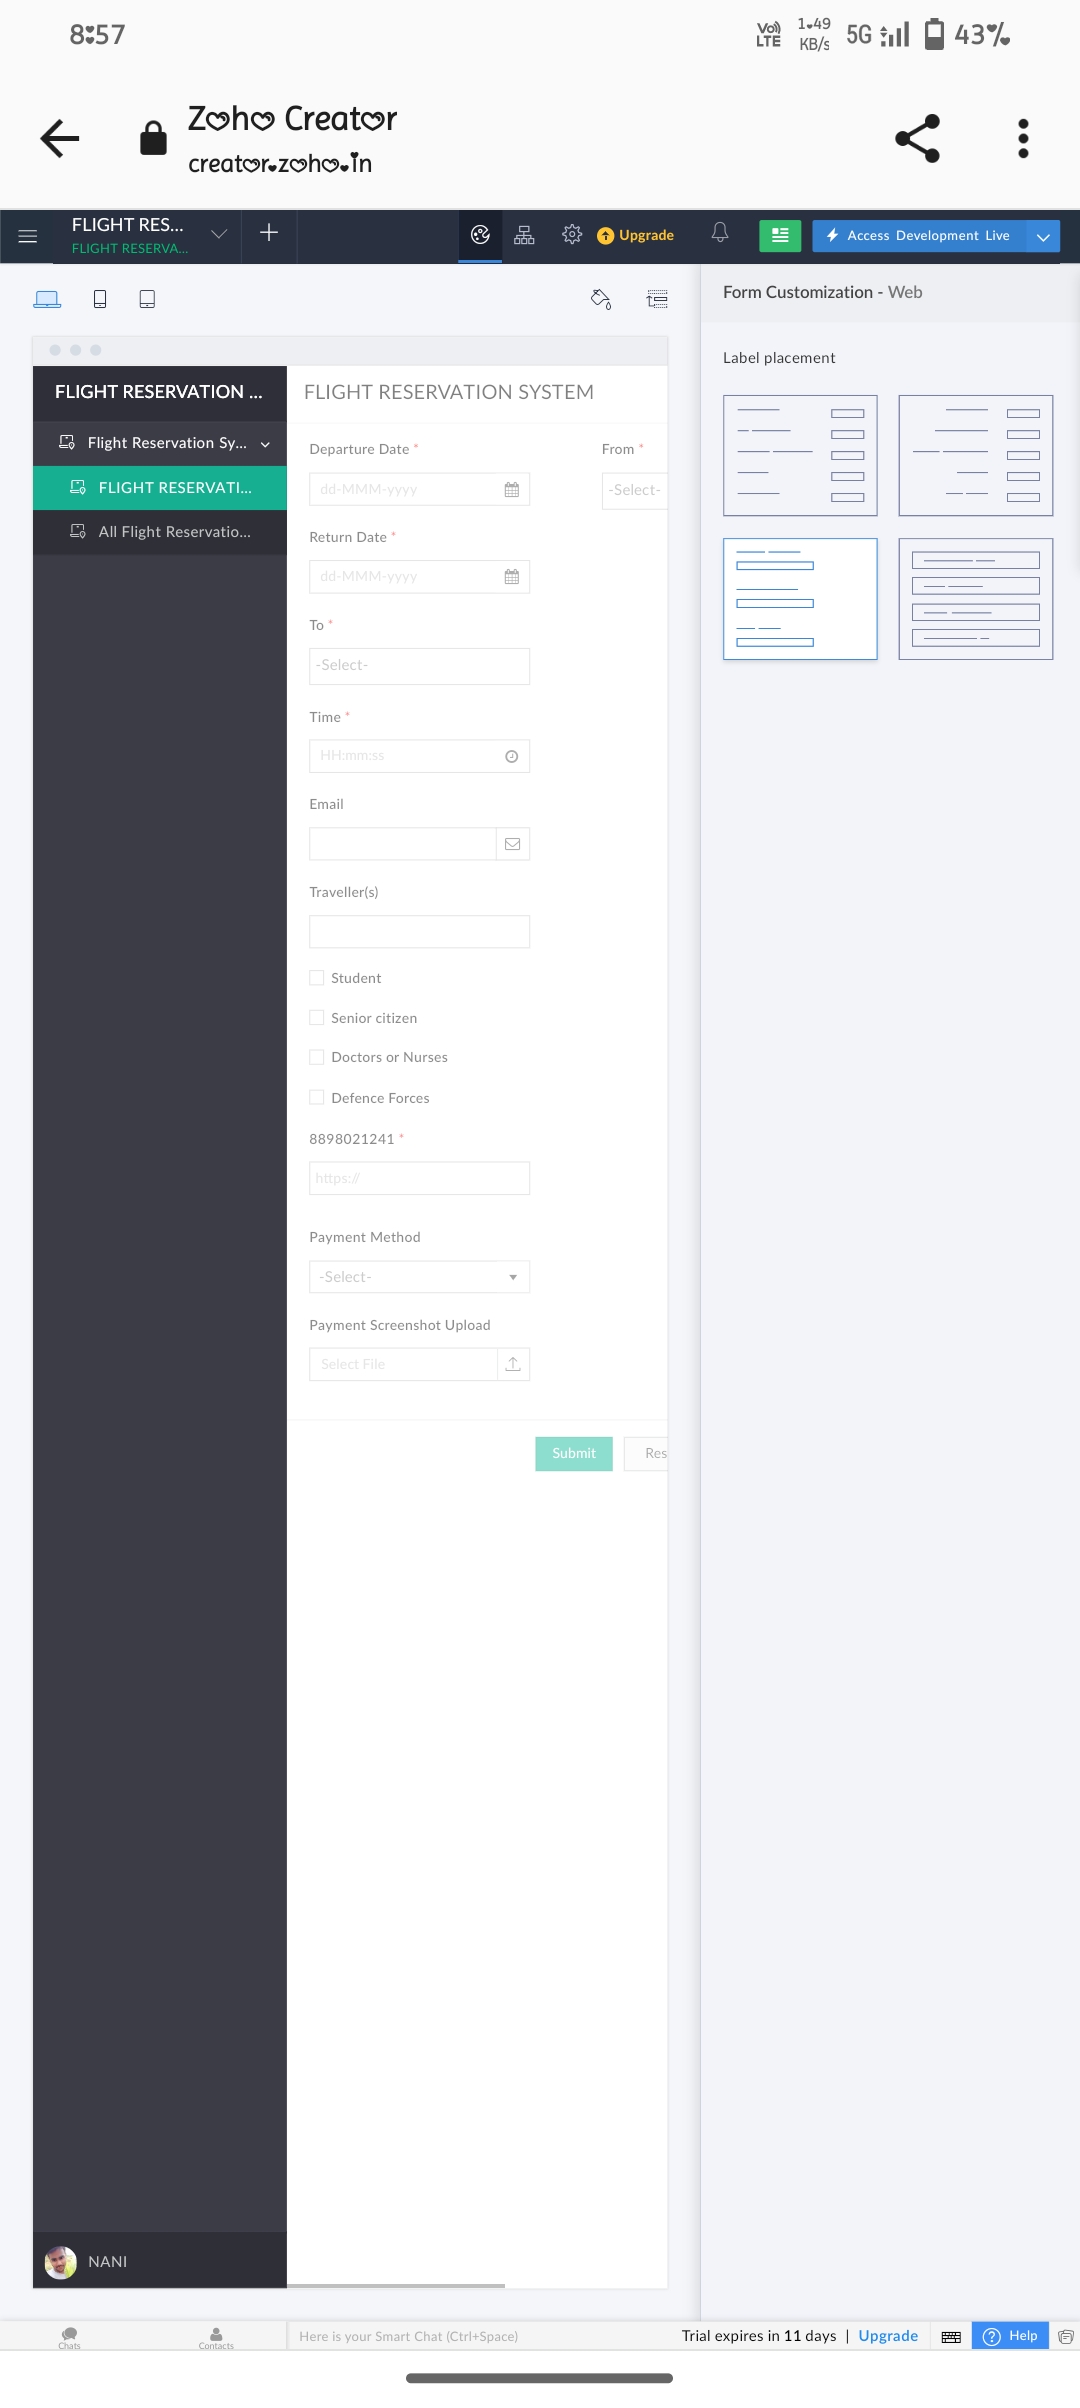 8:57
Vo))
LTE
1.49
KB/s
5G
43%
Zoho Creator
creator.zoho.in
FLIGHT RES...
FLIGHT RESERVA...
Upgrade
Access Development Live
Form Customization - Web
Label placement
FLIGHT RESERVATION ...
Flight Reservation Sy...
FLIGHT RESERVATI...
All Flight Reservatio...
FLIGHT RESERVATION SYSTEM
Departure Date *
From *
dd-MMM-yyyy
-Select-
Return Date *
dd-MMM-yyyy
To *
-Select-
Time *
HH:mm:ss
Email
Traveller(s)
Student
Senior citizen
Doctors or Nurses
Defence Forces
8898021241 *
https://
Payment Method
-Select-
Payment Screenshot Upload
Select File
Submit
Res
NANI
Chats
Contacts
Here is your Smart Chat (Ctrl+Space)
Trial expires in 11 days | Upgrade
Help